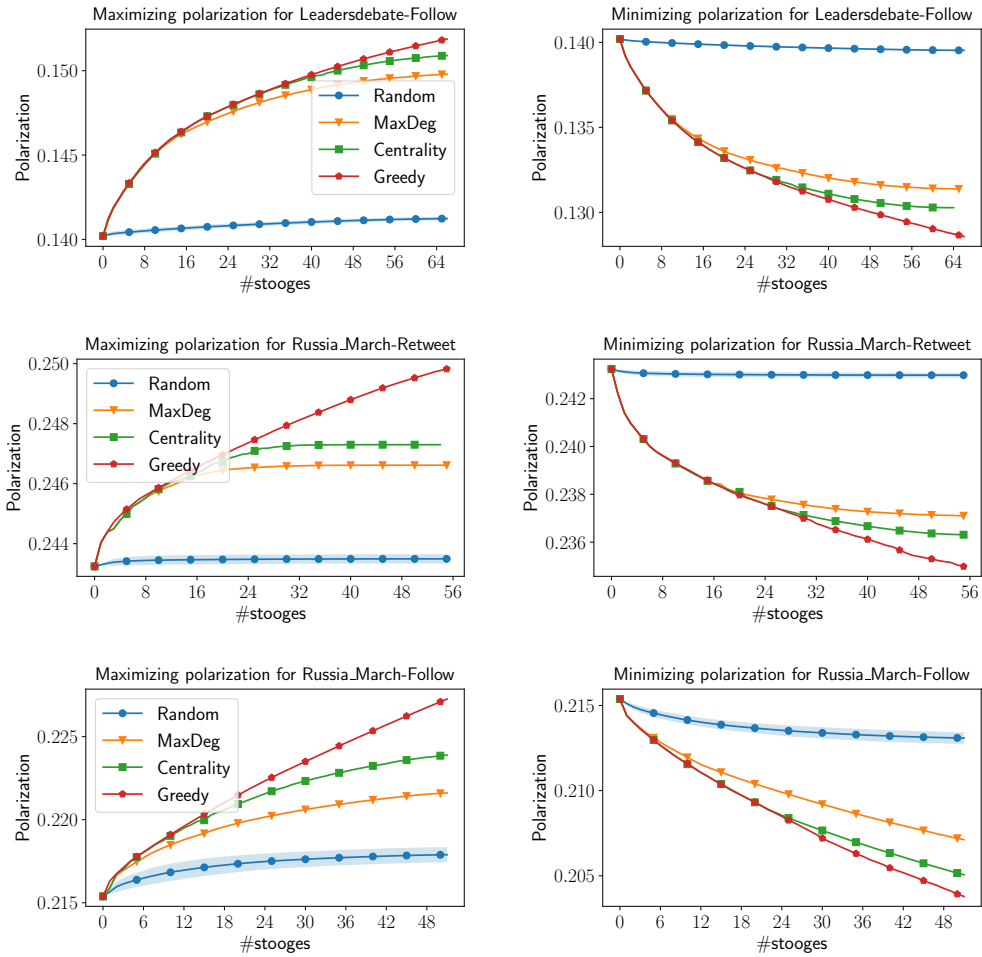 Maximizing polarization for Leadersdebate-Follow
0.150
0.145
0.140
Polarization
Random
MaxDeg
Centrality
Greedy
0 8 16 24 32 40 48 56 64
#stooges
Minimizing polarization for Leadersdebate-Follow
0.140
0.135
0.130
Polarization
0 8 16 24 32 40 48 56 64
#stooges
Maximizing polarization for Russia_March-Retweet
0.250
0.248
0.246
0.244
Polarization
Random
MaxDeg
Centrality
Greedy
0 8 16 24 32 40 48 56
#stooges
Minimizing polarization for Russia_March-Retweet
0.242
0.240
0.238
0.236
Polarization
0 8 16 24 32 40 48 56
#stooges
Maximizing polarization for Russia_March-Follow
0.225
0.220
0.215
Polarization
Random
MaxDeg
Centrality
Greedy
0 6 12 18 24 30 36 42 48
#stooges
Minimizing polarization for Russia_March-Follow
0.215
0.210
0.205
Polarization
0 6 12 18 24 30 36 42 48
#stooges